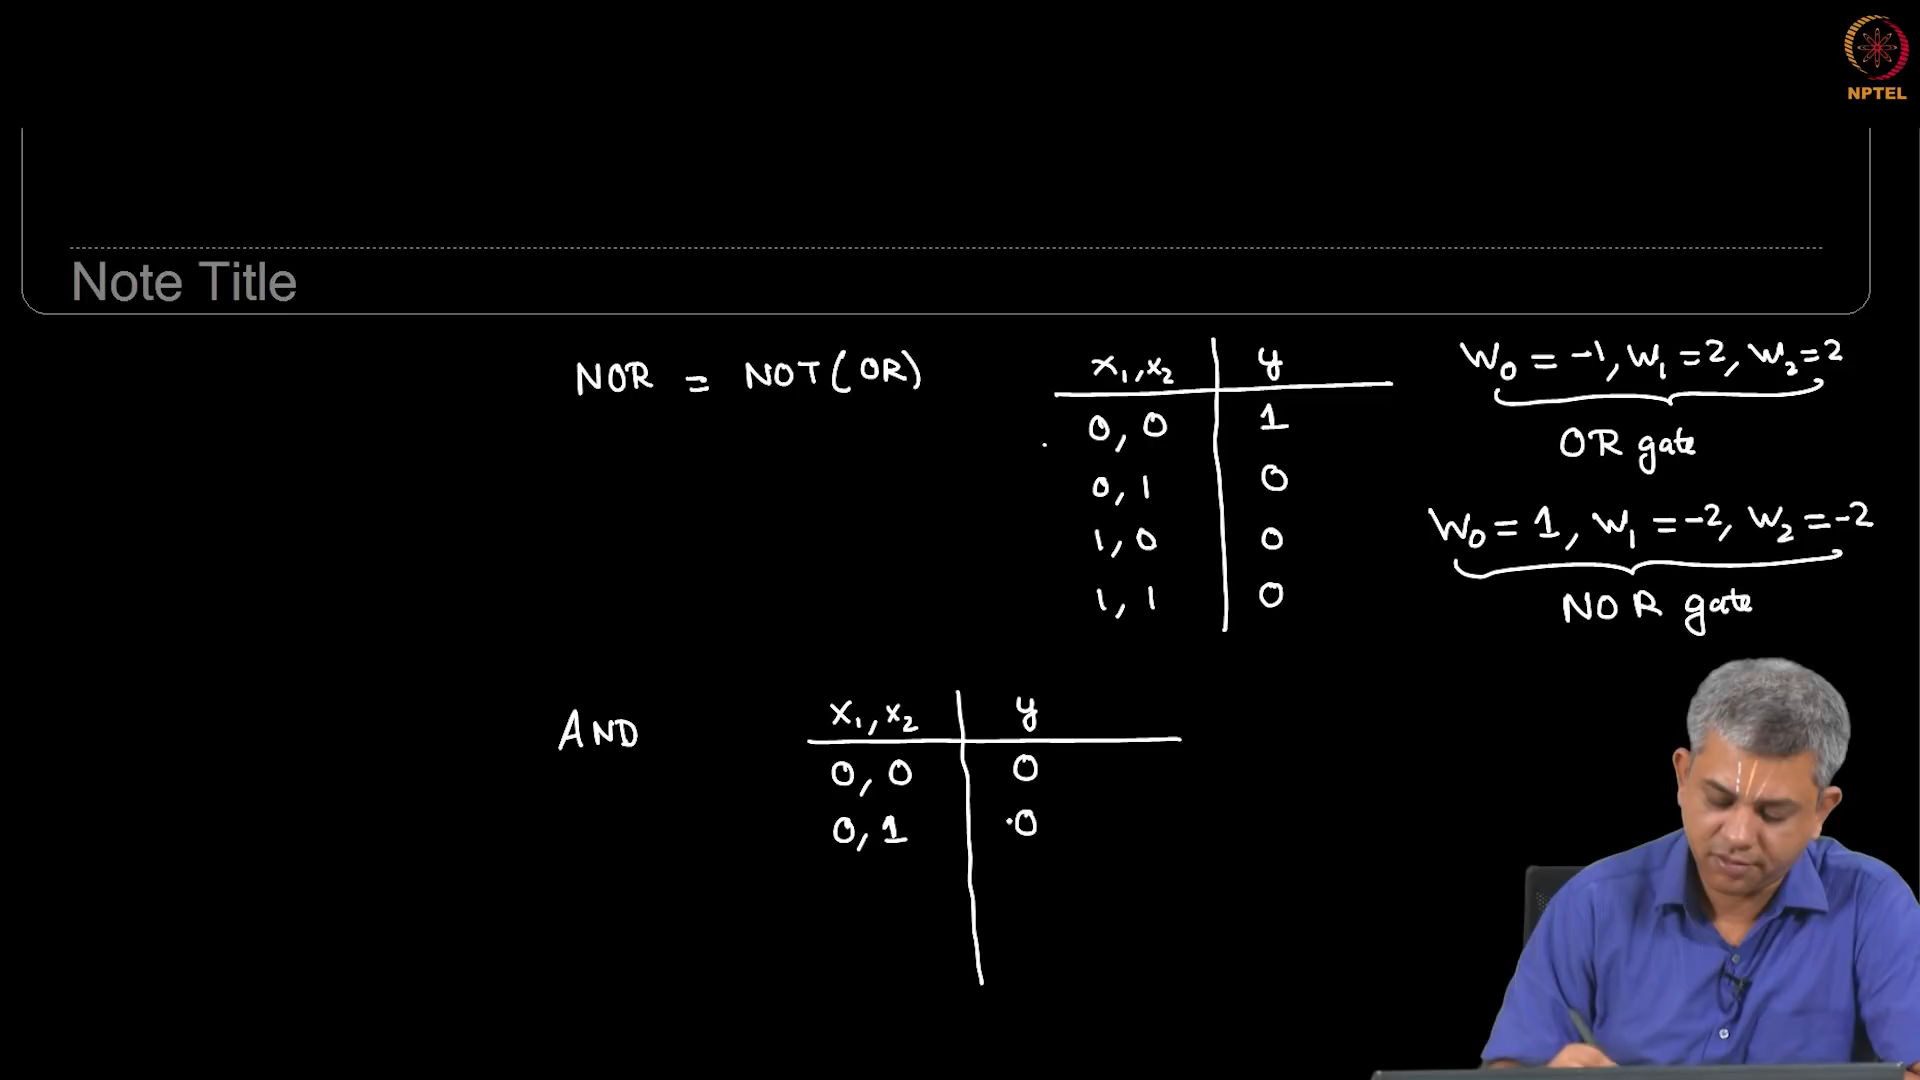 NPTEL
Note Title
NOR = NOT(OR)
x₁,x₂ y
0,0 1
0,1 0
1,0 0
1,1 0
W₀ = -1, W₁ = 2, W₂ = 2
OR gate
W₀ = 1, W₁ = -2, W₂ = -2
NOR gate
AND
x₁,x₂ y
0,0 0
0,1 0